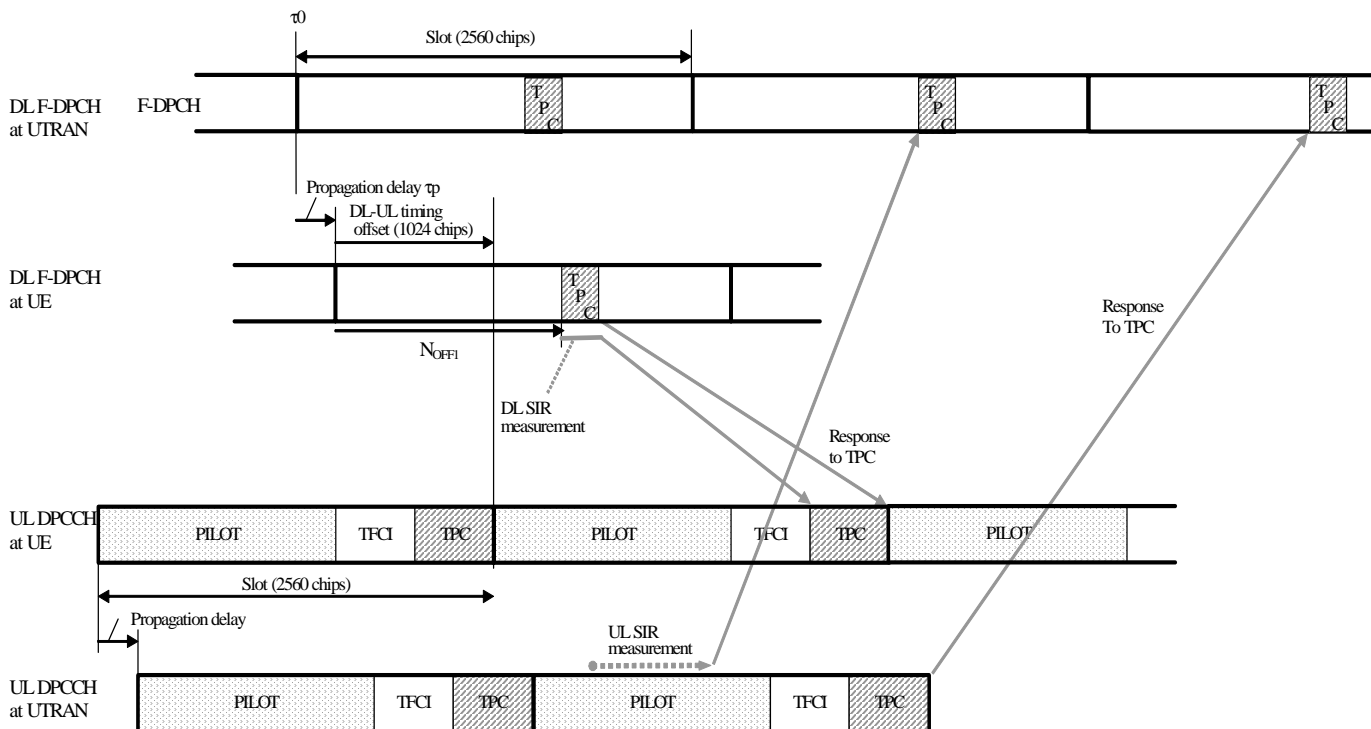 τ0
Slot (2560 chips)
DL F-DPCH
at UTRAN
F-DPCH
T
P
C
T
P
C
T
P
C
Propagation delay τp
DL-UL timing
offset (1024 chips)
DL F-DPCH
at UE
T
P
C
NOFF1
DL SIR
measurement
Response
To TPC
Response
to TPC
UL DPCCH
at UE
PILOT
TFCI
TPC
PILOT
TFCI
TPC
PILOT
Slot (2560 chips)
Propagation delay
UL SIR
measurement
UL DPCCH
at UTRAN
PILOT
TFCI
TPC
PILOT
TFCI
TPC